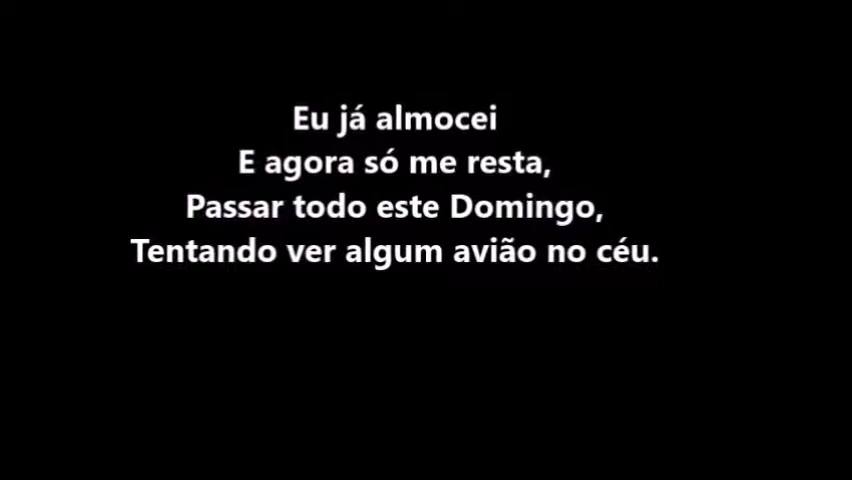 Eu já almocei
E agora só me resta,
Passar todo este Domingo,
Tentando ver algum avião no céu.